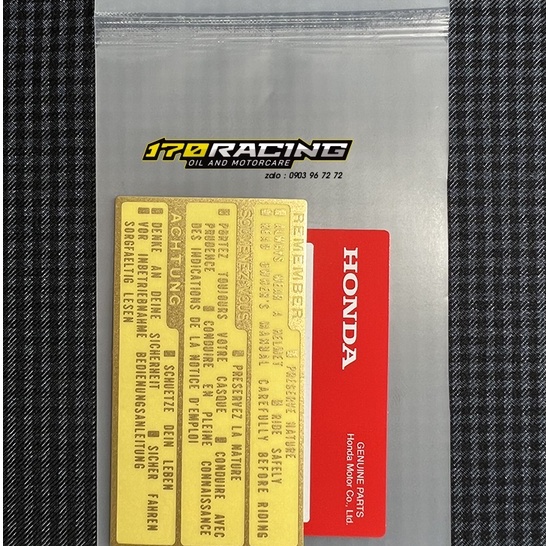 170RACING
OIL AND MOTORCARE
zalo : 0903 96 72 72
REMEMBER
■ PRESERVE NATURE
■ ALWAYS WEAR A HELMET ■ RIDE SAFELY
■ READ OWNER'S MANUAL CAREFULLY BEFORE RIDING
SOUVENEZ-VOUS
■ PRESERVEZ LA NATURE
■ PORTEZ TOUJOURS VOTRE CASQUE ■ CONDUIRE AVEC
PRUDENCE ■ CONDUIRE EN PLEINE CONNAISSANCE
DES INDICATIONS DE LA NOTICE D'EMPLOI
ACHTUNG
■ SCHUETTE DEIN LEBEN
■ DENKE AN DEINE SICHERHEIT ■ SICHER FAHREN
■ VOR INBETRIEBNAHME BEDIENUNGSANLEITUNG
SORGFAELTIG LESEN
HONDA
GENUINE PARTS
Honda Motor Co., Ltd.